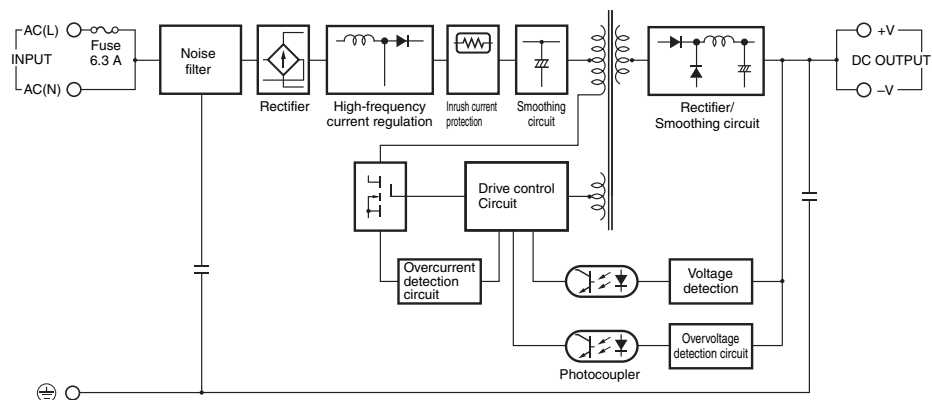 AC(L)
INPUT
AC(N)
Fuse
6.3 A
Noise
filter
Rectifier
High-frequency
current regulation
Inrush current
protection
Smoothing
circuit
Rectifier/
Smoothing circuit
+V
DC OUTPUT
–V
Drive control
Circuit
Overcurrent
detection
circuit
Voltage
detection
Overvoltage
detection circuit
Photocoupler